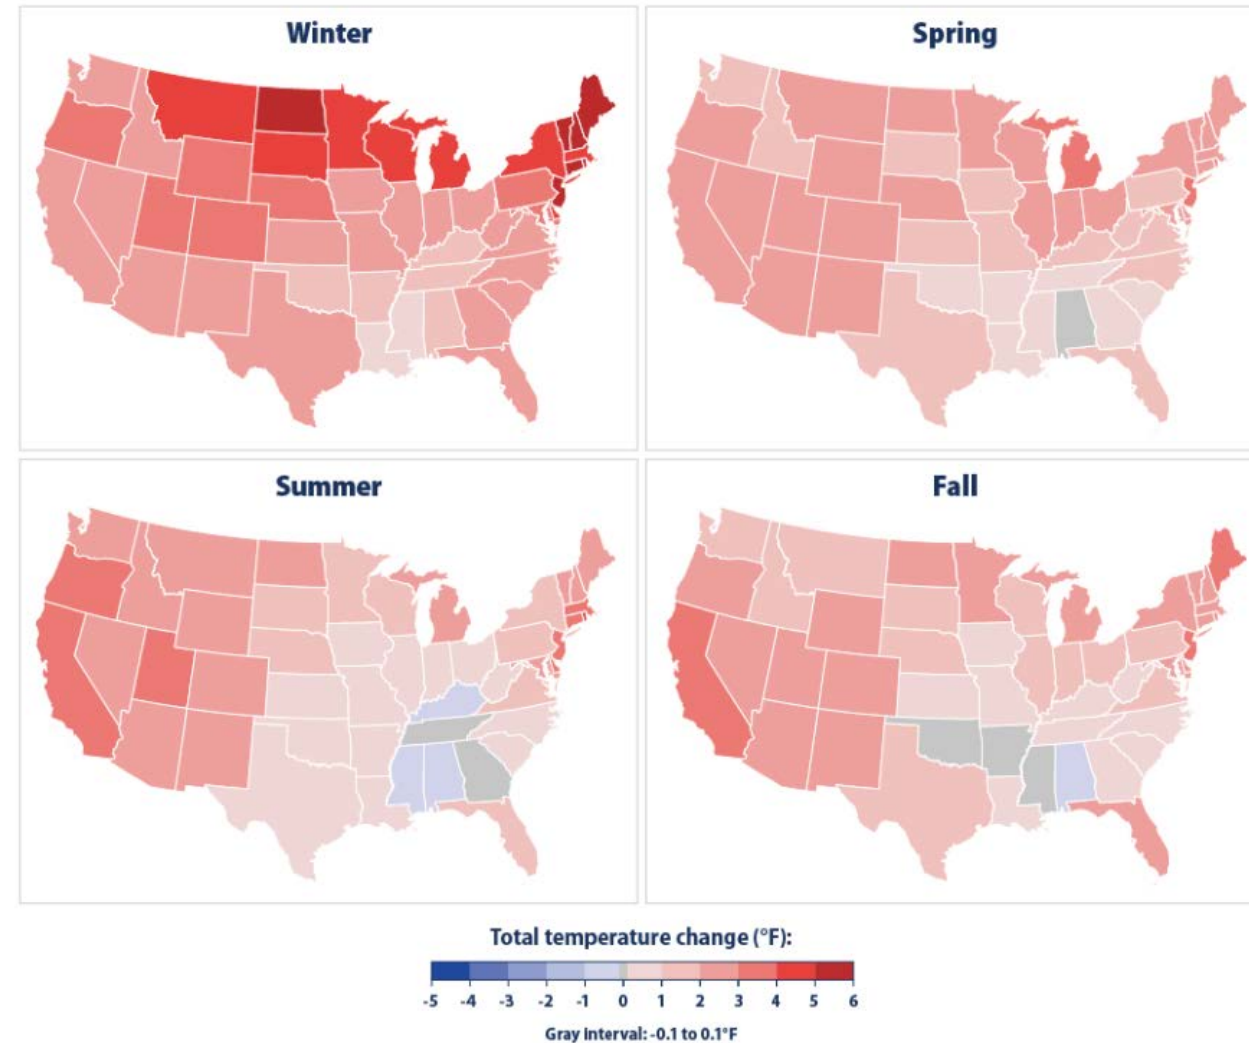 Winter
Spring
Summer
Fall
Total temperature change (°F):
-5 -4 -3 -2 -1 0 1 2 3 4 5 6
Gray Interval: -0.1 to 0.1°F